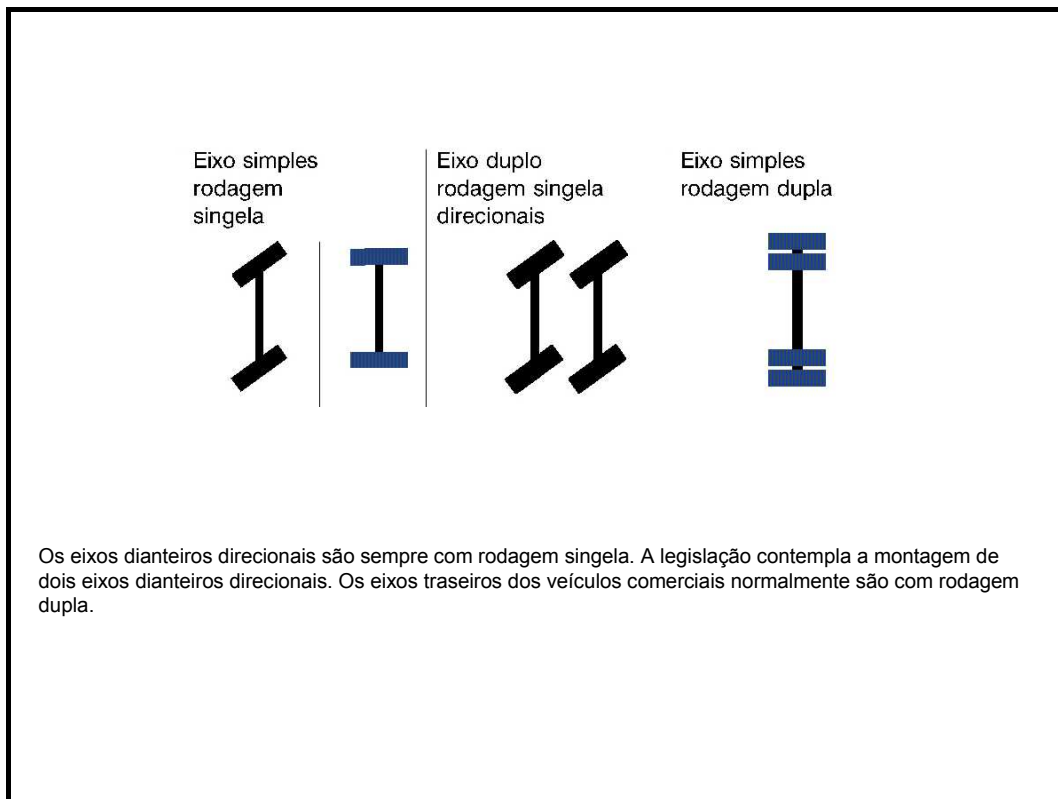 Eixo simples
rodagem
singela
Eixo duplo
rodagem singela
direcionais
Eixo simples
rodagem dupla
Os eixos dianteiros direcionais são sempre com rodagem singela. A legislação contempla a montagem de
dois eixos dianteiros direcionais. Os eixos traseiros dos veículos comerciais normalmente são com rodagem
dupla.